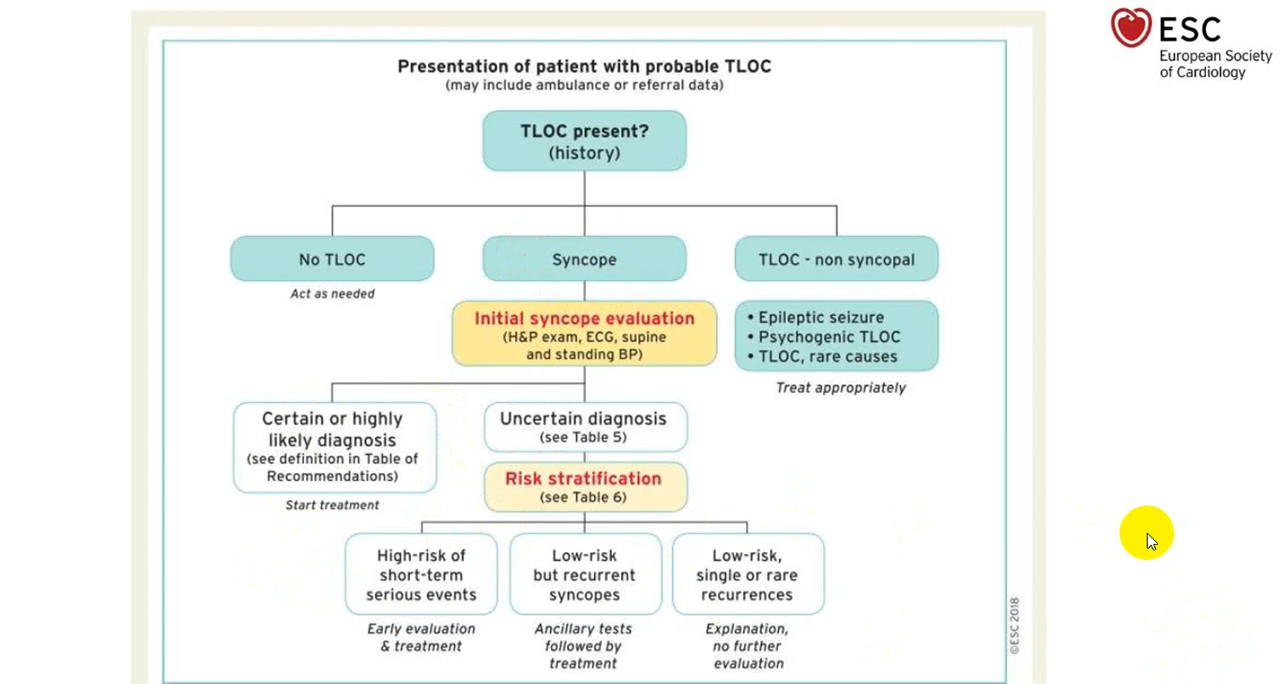 ESC
European Society
of Cardiology
Presentation of patient with probable TLOC
(may include ambulance or referral data)
TLOC present?
(history)
No TLOC
Act as needed
Syncope
TLOC - non syncopal
Initial syncope evaluation
(H&P exam, ECG, supine
and standing BP)
• Epileptic seizure
• Psychogenic TLOC
• TLOC, rare causes
Treat appropriately
Certain or highly
likely diagnosis
(see definition in Table of
Recommendations)
Start treatment
Uncertain diagnosis
(see Table 5)
Risk stratification
(see Table 6)
High-risk of
short-term
serious events
Early evaluation
& treatment
Low-risk
but recurrent
syncopes
Ancillary tests
followed by
treatment
Low-risk,
single or rare
recurrences
Explanation,
no further
evaluation
©ESC 2018